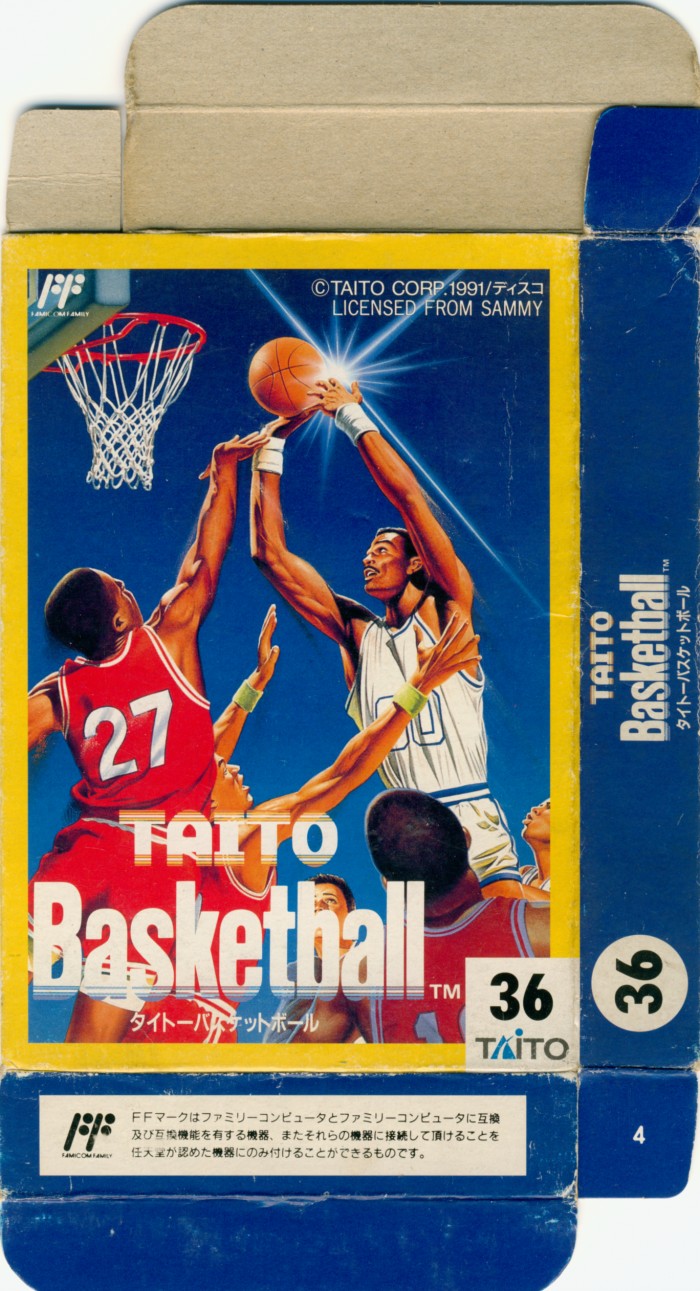 FF
FAMICOM FAMILY
©TAITO CORP.1991/ディスコ
LICENSED FROM SAMMY
27
00
TAITO
Basketball™
タイトーバスケットボール
36
TAITO
TAITO
Basketball™
タイトーバスケットボール
36
FF
FAMICOM FAMILY
FFマークはファミリーコンピュータとファミリーコンピュータに互換
及び互換機能を有する機器、またそれらの機器に接続して頂けることを
任天堂が認めた機器にのみ付けることができるものです。
4